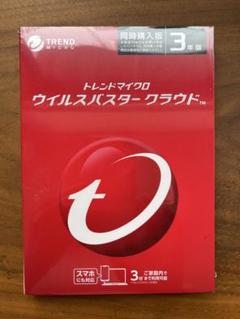 TREND
MICRO
同時購入版
3年版
トレンドマイクロ
ウイルスバスター クラウド™
スマホ
にも対応
ご家庭内で
3台まで利用可能